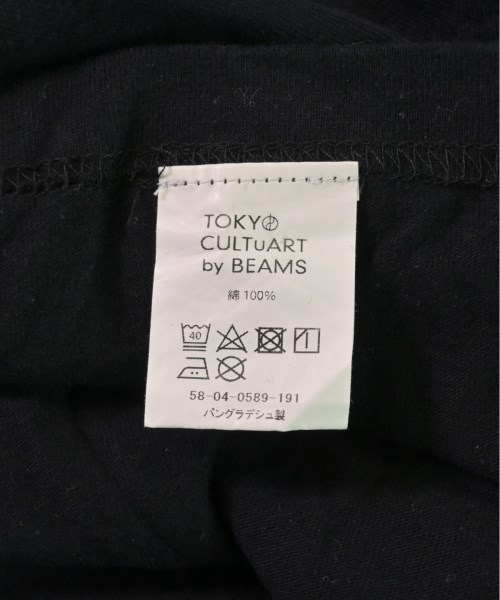 TOKYO
CULTuART
by BEAMS
綿 100%
40
58-04-0589-191
バングラデシュ製